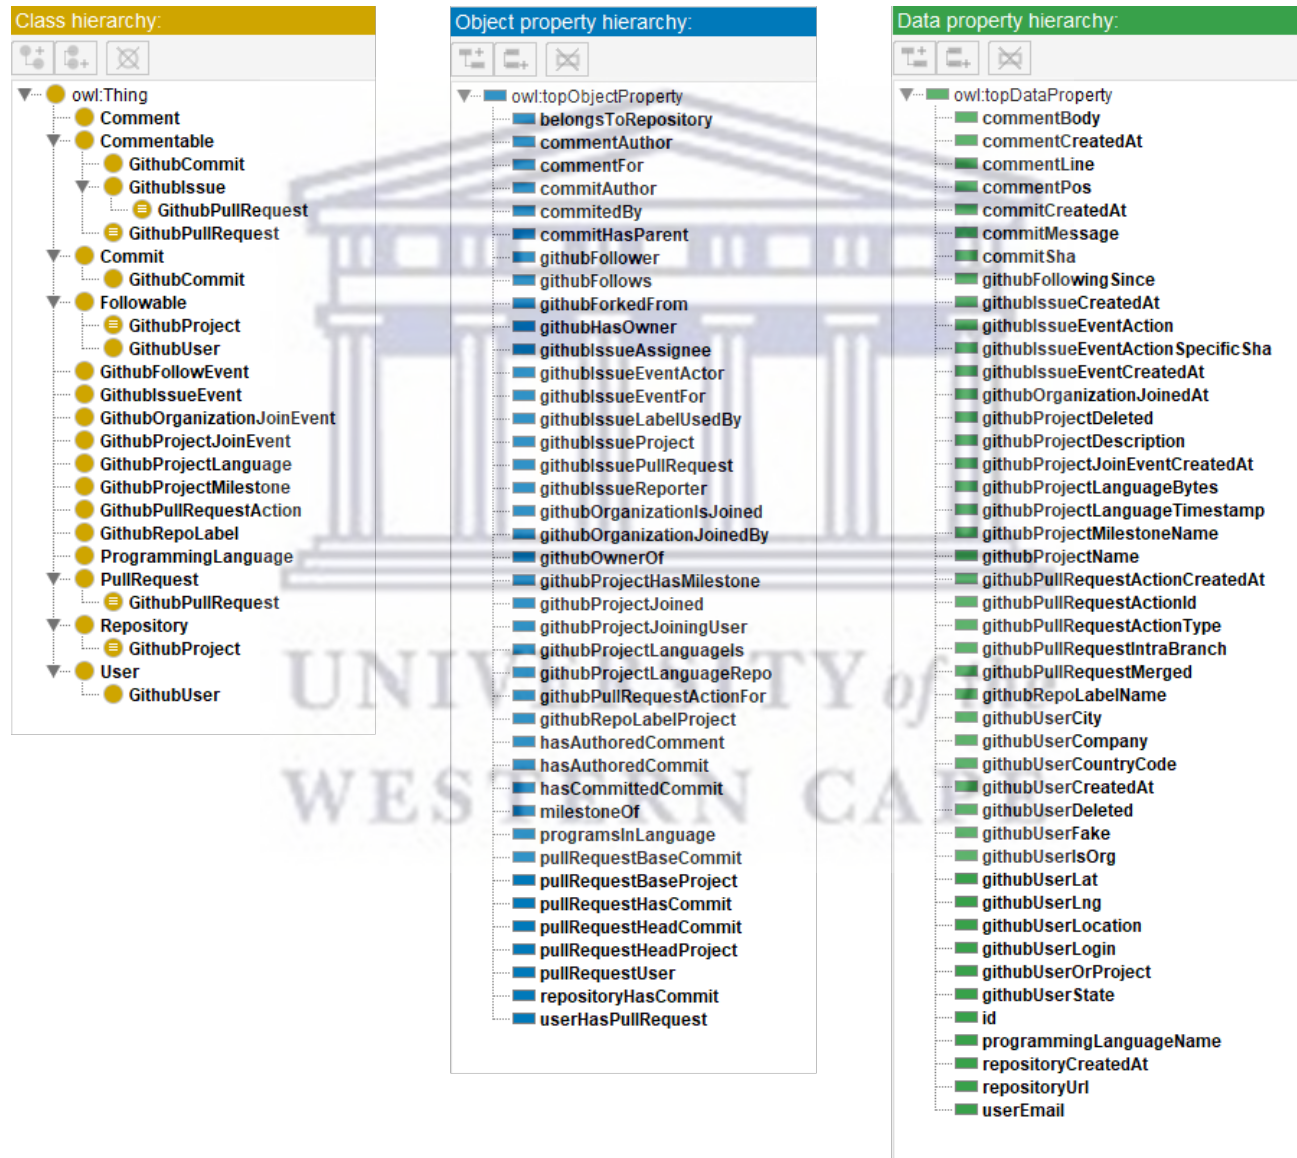 Class hierarchy:
owl:Thing
Comment
Commentable
GithubCommit
GithubIssue
GithubPullRequest
GithubPullRequest
Commit
GithubCommit
Followable
GithubProject
GithubUser
GithubFollowEvent
GithubIssueEvent
GithubOrganizationJoinEvent
GithubProjectJoinEvent
GithubProjectLanguage
GithubProjectMilestone
GithubPullRequestAction
GithubRepoLabel
ProgrammingLanguage
PullRequest
GithubPullRequest
Repository
GithubProject
User
GithubUser
Object property hierarchy:
owl:topObjectProperty
belongsToRepository
commentAuthor
commentFor
commitAuthor
commitedBy
commitHasParent
githubFollower
githubFollows
githubForkedFrom
githubHasOwner
githubIssueAssignee
githubIssueEventActor
githubIssueEventFor
githubIssueLabelUsedBy
githubIssueProject
githubIssuePullRequest
githubIssueReporter
githubOrganizationIsJoined
githubOrganizationJoinedBy
githubOwnerOf
githubProjectHasMilestone
githubProjectJoined
githubProjectJoiningUser
githubProjectLanguageIs
githubProjectLanguageRepo
githubPullRequestActionFor
githubRepoLabelProject
hasAuthoredComment
hasAuthoredCommit
hasCommittedCommit
milestoneOf
programsInLanguage
pullRequestBaseCommit
pullRequestBaseProject
pullRequestHasCommit
pullRequestHeadCommit
pullRequestHeadProject
pullRequestUser
repositoryHasCommit
userHasPullRequest
Data property hierarchy:
owl:topDataProperty
commentBody
commentCreatedAt
commentLine
commentPos
commitCreatedAt
commitMessage
commitSha
githubFollowingSince
githubIssueCreatedAt
githubIssueEventAction
githubIssueEventActionSpecificSha
githubIssueEventCreatedAt
githubOrganizationJoinedAt
githubProjectDeleted
githubProjectDescription
githubProjectJoinEventCreatedAt
githubProjectLanguageBytes
githubProjectLanguageTimestamp
githubProjectMilestoneName
githubProjectName
githubPullRequestActionCreatedAt
githubPullRequestActionId
githubPullRequestActionType
githubPullRequestIntraBranch
githubPullRequestMerged
githubRepoLabelName
githubUserCity
githubUserCompany
githubUserCountryCode
githubUserCreatedAt
githubUserDeleted
githubUserFake
githubUserIsOrg
githubUserLat
githubUserLng
githubUserLocation
githubUserLogin
githubUserOrProject
githubUserState
id
programmingLanguageName
repositoryCreatedAt
repositoryUrl
userEmail
UNIVERSITY of the
WESTERN CAPE